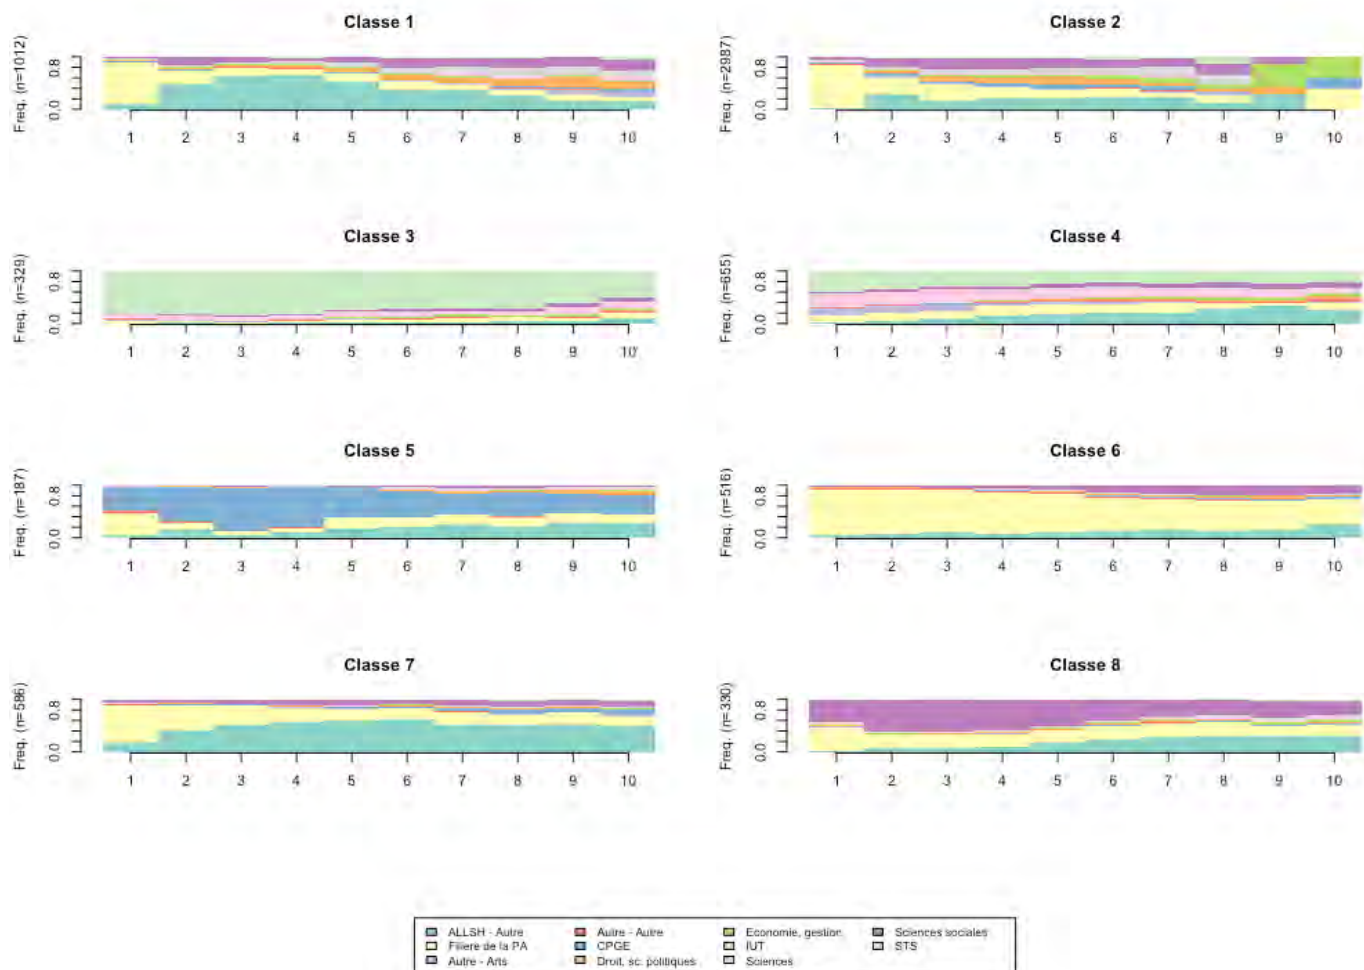 Classe 1
Freq. (n=1012)
0.0 0.8
1 2 3 4 5 6 7 8 9 10
Classe 2
Freq. (n=2987)
0.0 0.8
1 2 3 4 5 6 7 8 9 10
Classe 3
Freq. (n=329)
0.0 0.8
1 2 3 4 5 6 7 8 9 10
Classe 4
Freq. (n=655)
0.0 0.8
1 2 3 4 5 6 7 8 9 10
Classe 5
Freq. (n=187)
0.0 0.8
1 2 3 4 5 6 7 8 9 10
Classe 6
Freq. (n=516)
0.0 0.8
1 2 3 4 5 6 7 8 9 10
Classe 7
Freq. (n=586)
0.0 0.8
1 2 3 4 5 6 7 8 9 10
Classe 8
Freq. (n=330)
0.0 0.8
1 2 3 4 5 6 7 8 9 10
ALLSH - Autre
Filiere de la PA
Autre - Arts
Autre - Autre
CPGE
Droit, sc. politiques
Economie, gestion
IUT
Sciences
Sciences sociales
STS